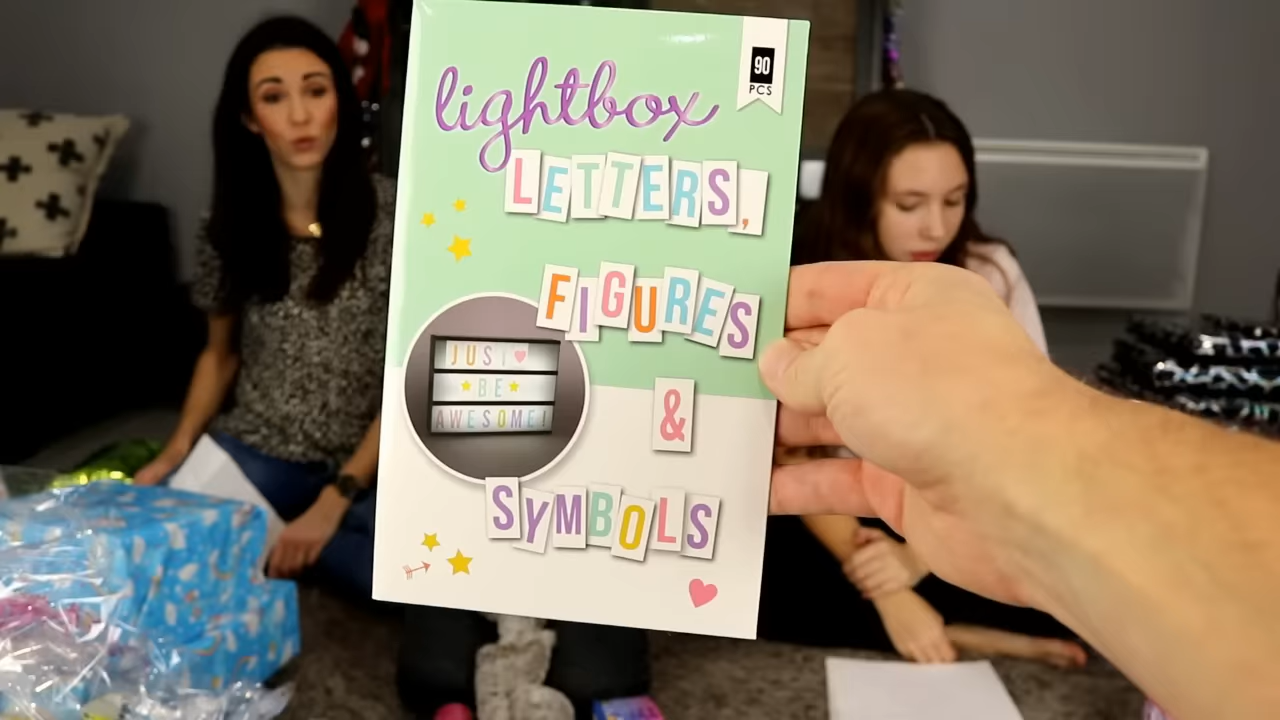 90
PCS
lightbox
LETTERS,
FIGURES
JUST♥
★BE★
AWESOME!
&
SYMBOLS